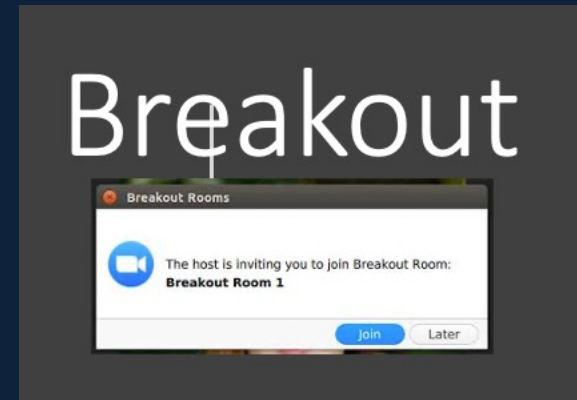 Breakout
Breakout Rooms
The host is inviting you to join Breakout Room:
Breakout Room 1
Join Later